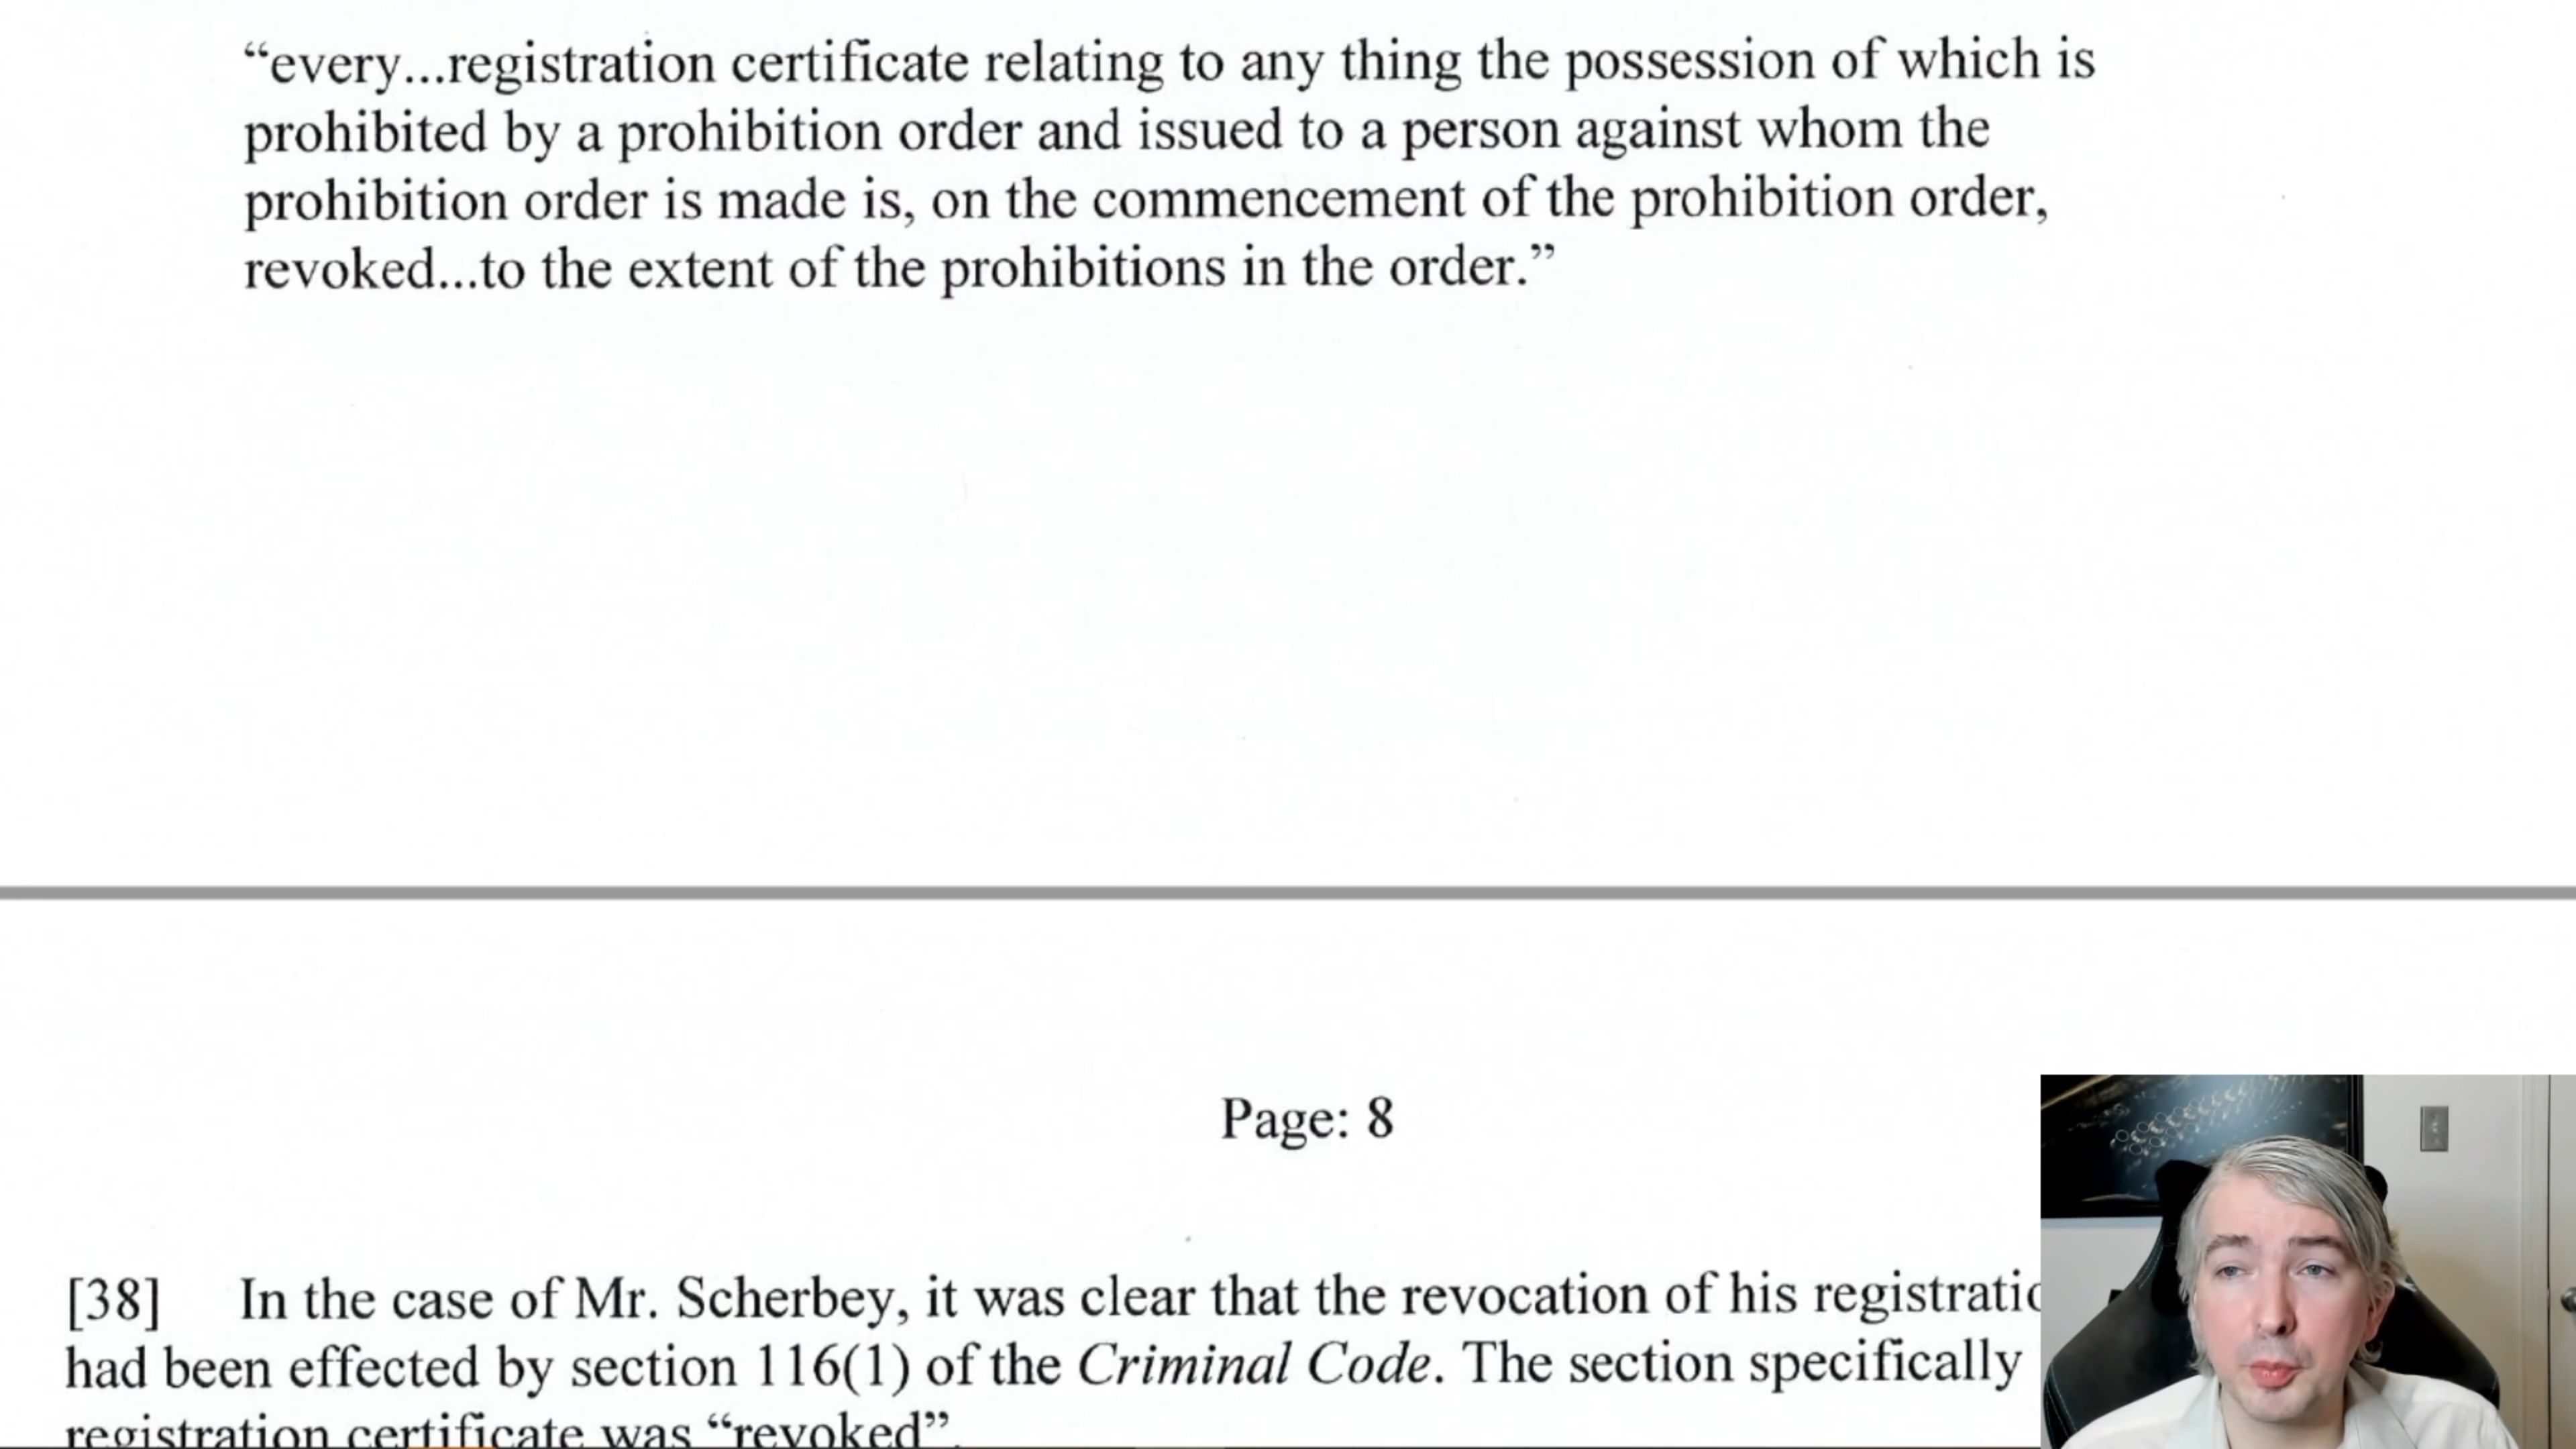 “every...registration certificate relating to any thing the possession of which is
prohibited by a prohibition order and issued to a person against whom the
prohibition order is made is, on the commencement of the prohibition order,
revoked...to the extent of the prohibitions in the order.”
Page: 8
[38] In the case of Mr. Scherbey, it was clear that the revocation of his
had been effected by section 116(1) of the Criminal Code. The section specifically
registration certificate was “revoked”.